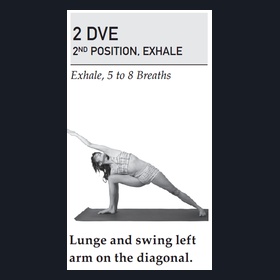 2 DVE
2ND POSITION, EXHALE
Exhale, 5 to 8 Breaths
Lunge and swing left
arm on the diagonal.